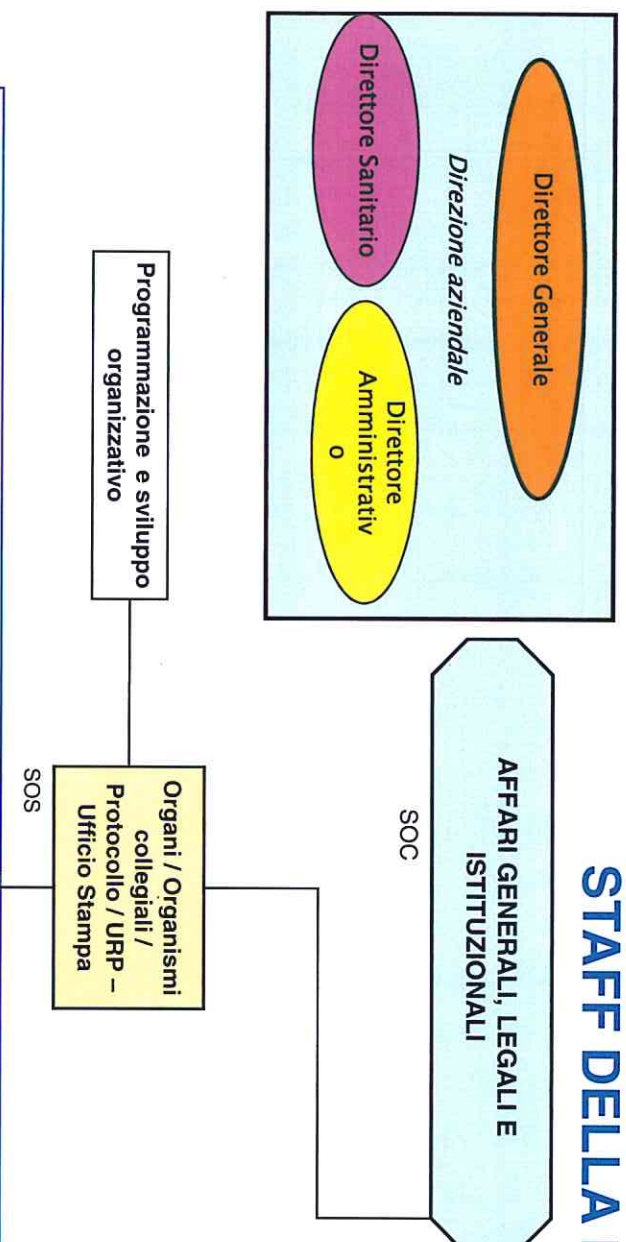 STAFF DELLA
Direttore Generale
Direzione aziendale
Direttore Sanitario
Direttore
Amministrativ
o
AFFARI GENERALI, LEGALI E
ISTITUZIONALI
SOC
Programmazione e sviluppo
organizzativo
Organi / Organismi
collegiali /
Protocollo / URP –
Ufficio Stampa
SOS